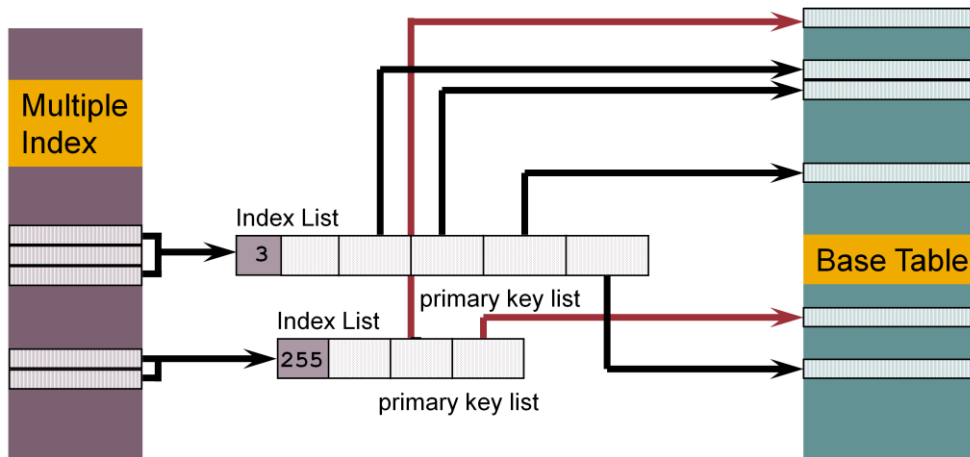 Multiple
Index
Index List
3
primary key list
Index List
255
primary key list
Base Table